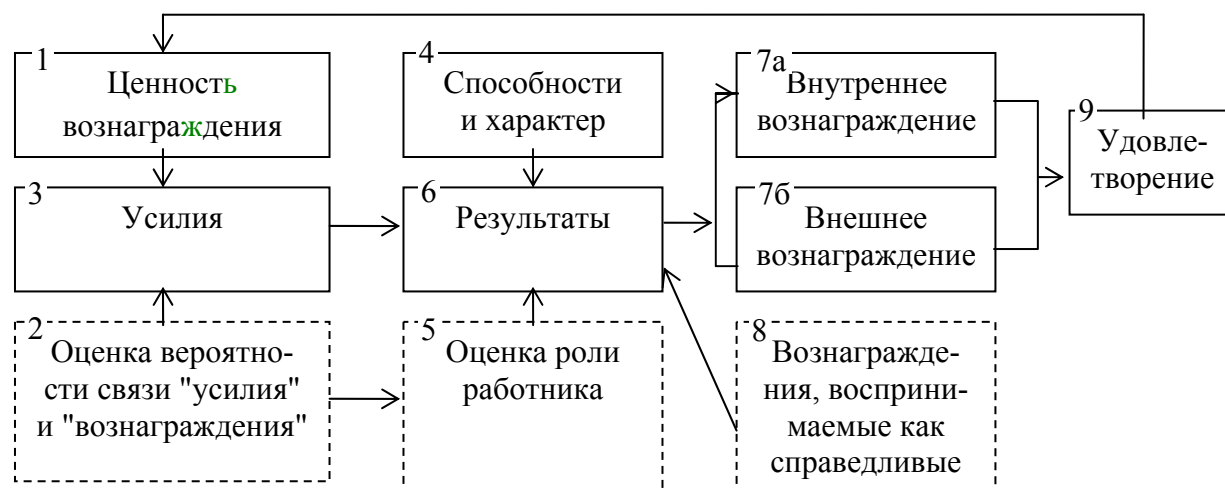 1
Ценность
вознаграждения
4
Способности
и характер
7а
Внутреннее
вознаграждение
9
Удовле-
творение
3
Усилия
6
Результаты
7б
Внешнее
вознаграждение
2
Оценка вероятно-
сти связи "усилия"
и "вознаграждения"
5
Оценка роли
работника
8
Вознагражде-
ния, восприни-
маемые как
справедливые